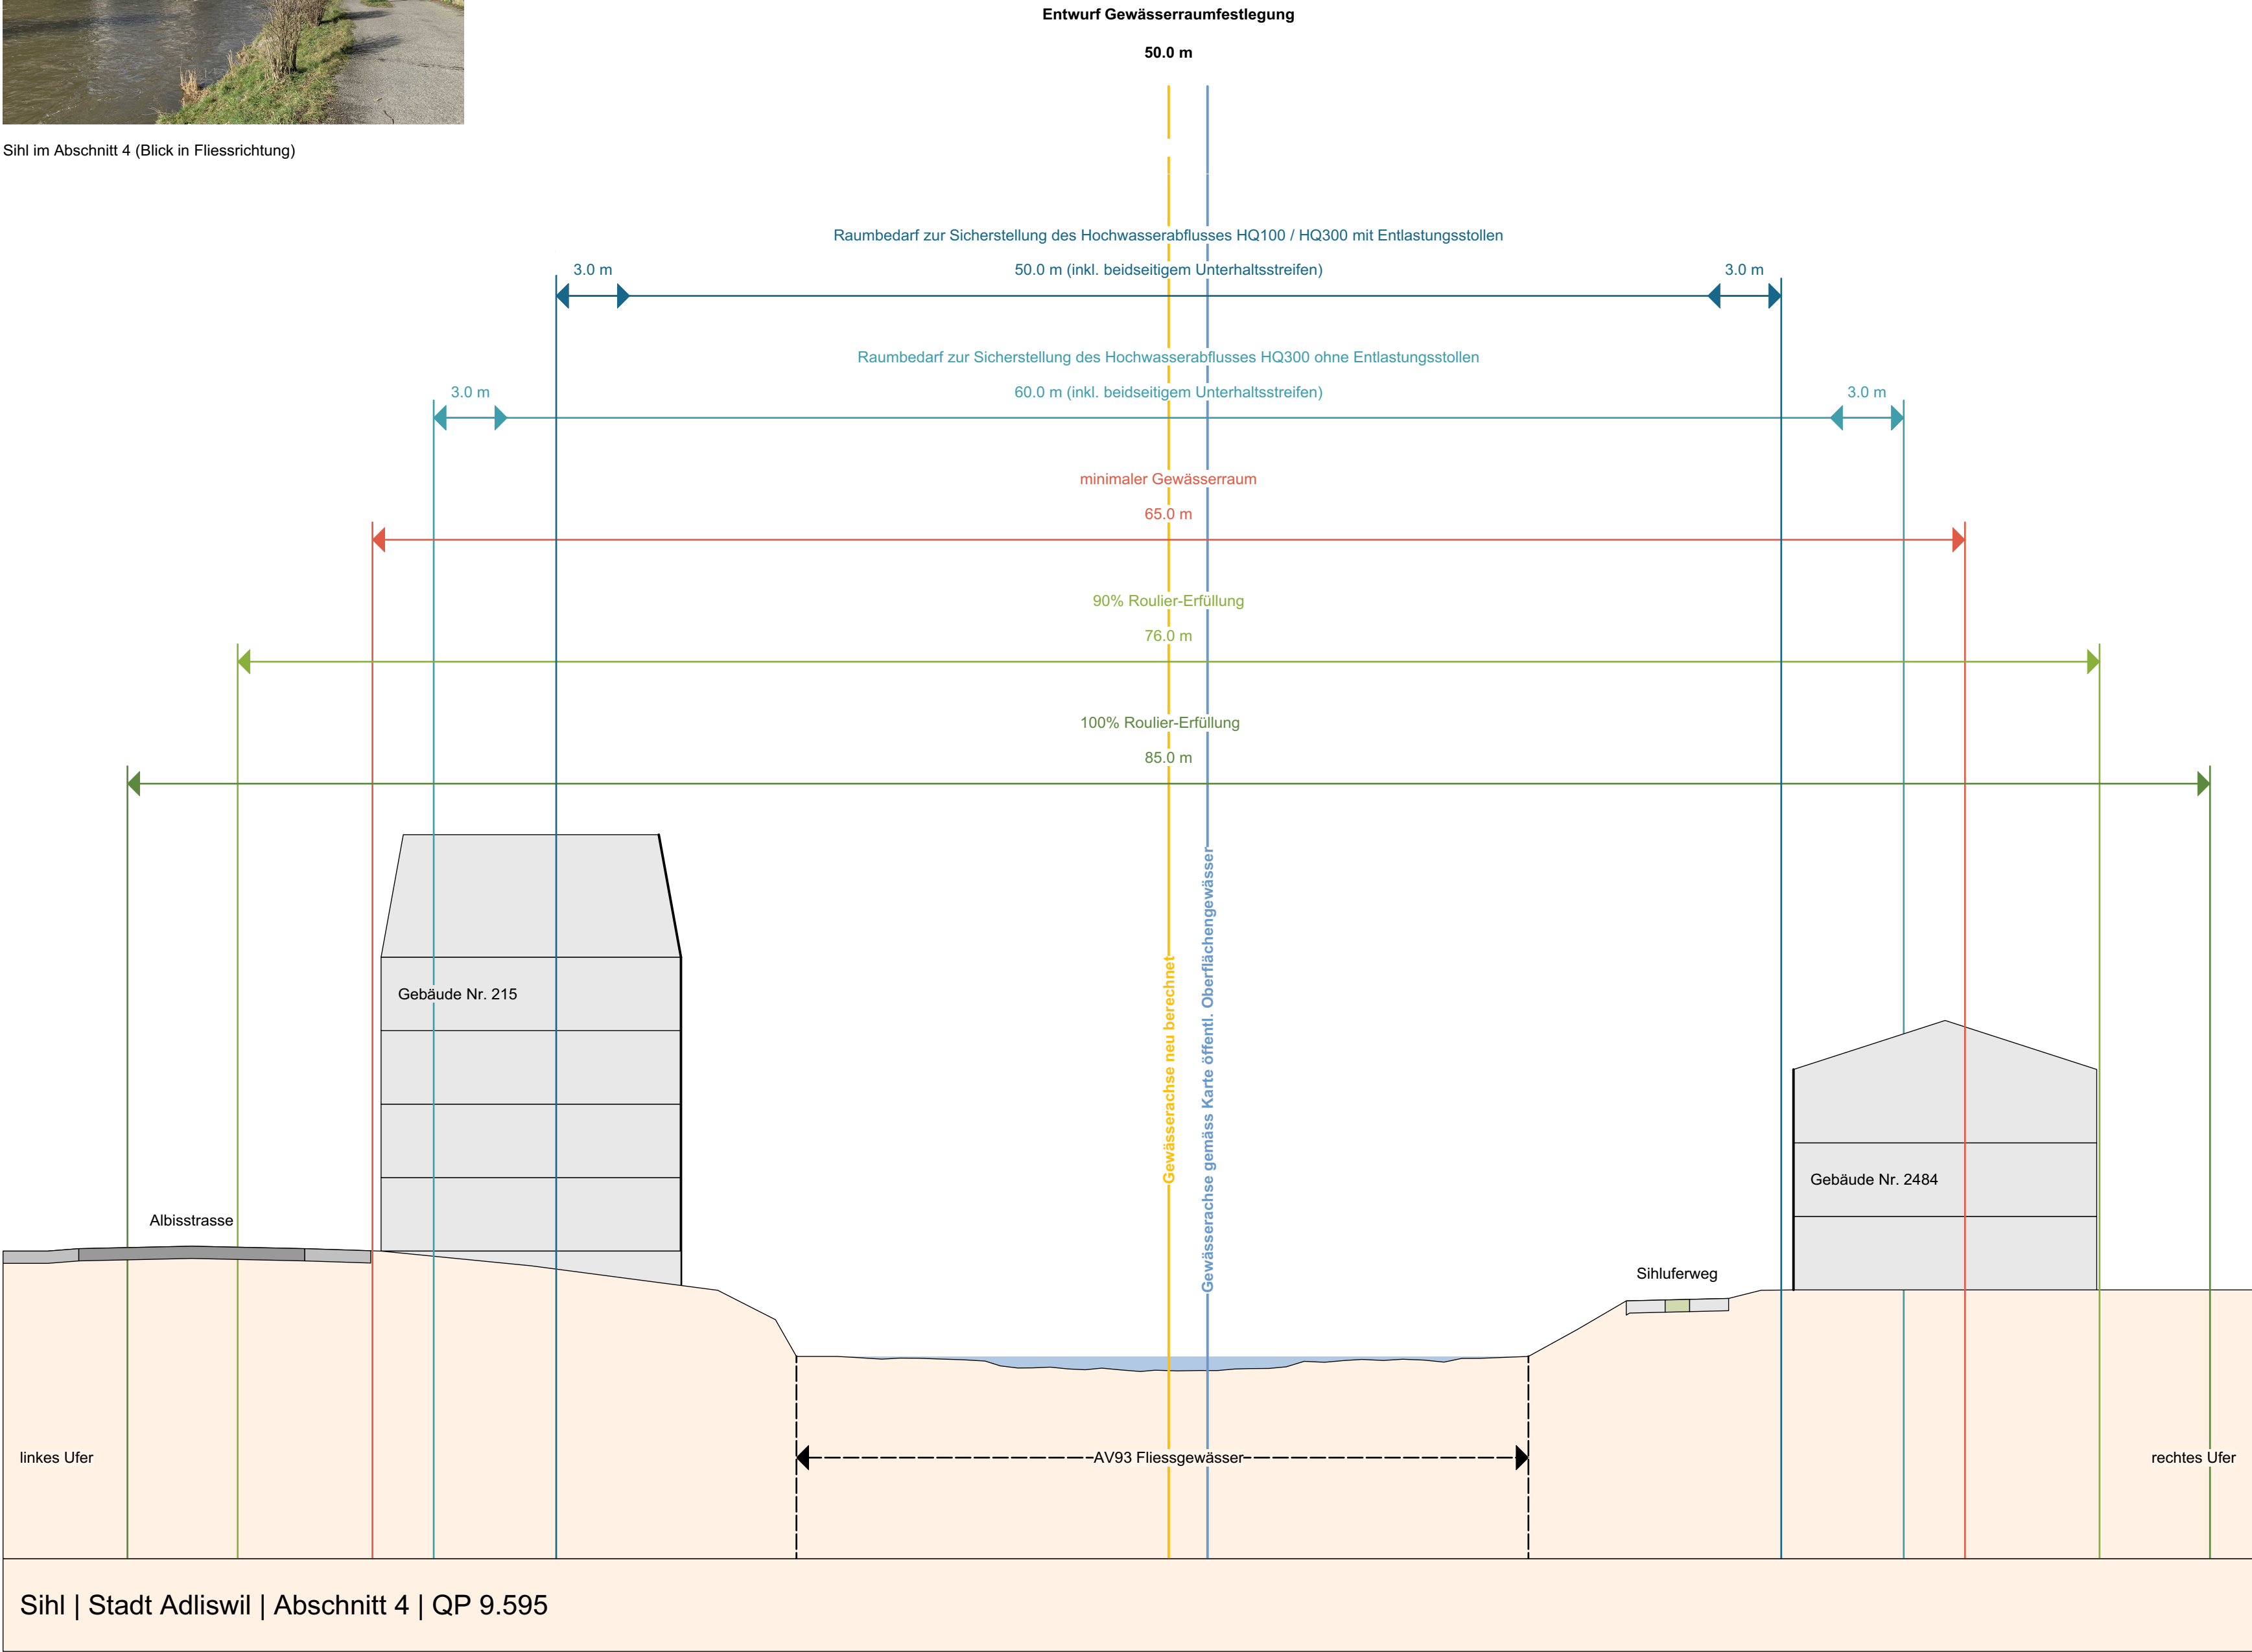 Entwurf Gewässerraumfestlegung
50.0 m
Sihl im Abschnitt 4 (Blick in Fliessrichtung)
Raumbedarf zur Sicherstellung des Hochwasserabflusses HQ100 / HQ300 mit Entlastungsstollen
3.0 m
50.0 m (inkl. beidseitigem Unterhaltsstreifen)
3.0 m
Raumbedarf zur Sicherstellung des Hochwasserabflusses HQ300 ohne Entlastungsstollen
3.0 m
60.0 m (inkl. beidseitigem Unterhaltsstreifen)
3.0 m
minimaler Gewässerraum
65.0 m
90% Roulier-Erfüllung
76.0 m
100% Roulier-Erfüllung
85.0 m
Gewässerachse neu berechnet
Gewässerachse gemäss Karte öffentl. Oberflächengewässer
Gebäude Nr. 215
Gebäude Nr. 2484
Albisstrasse
Sihluferweg
linkes Ufer
AV93 Fliessgewässer
rechtes Ufer
Sihl | Stadt Adliswil | Abschnitt 4 | QP 9.595